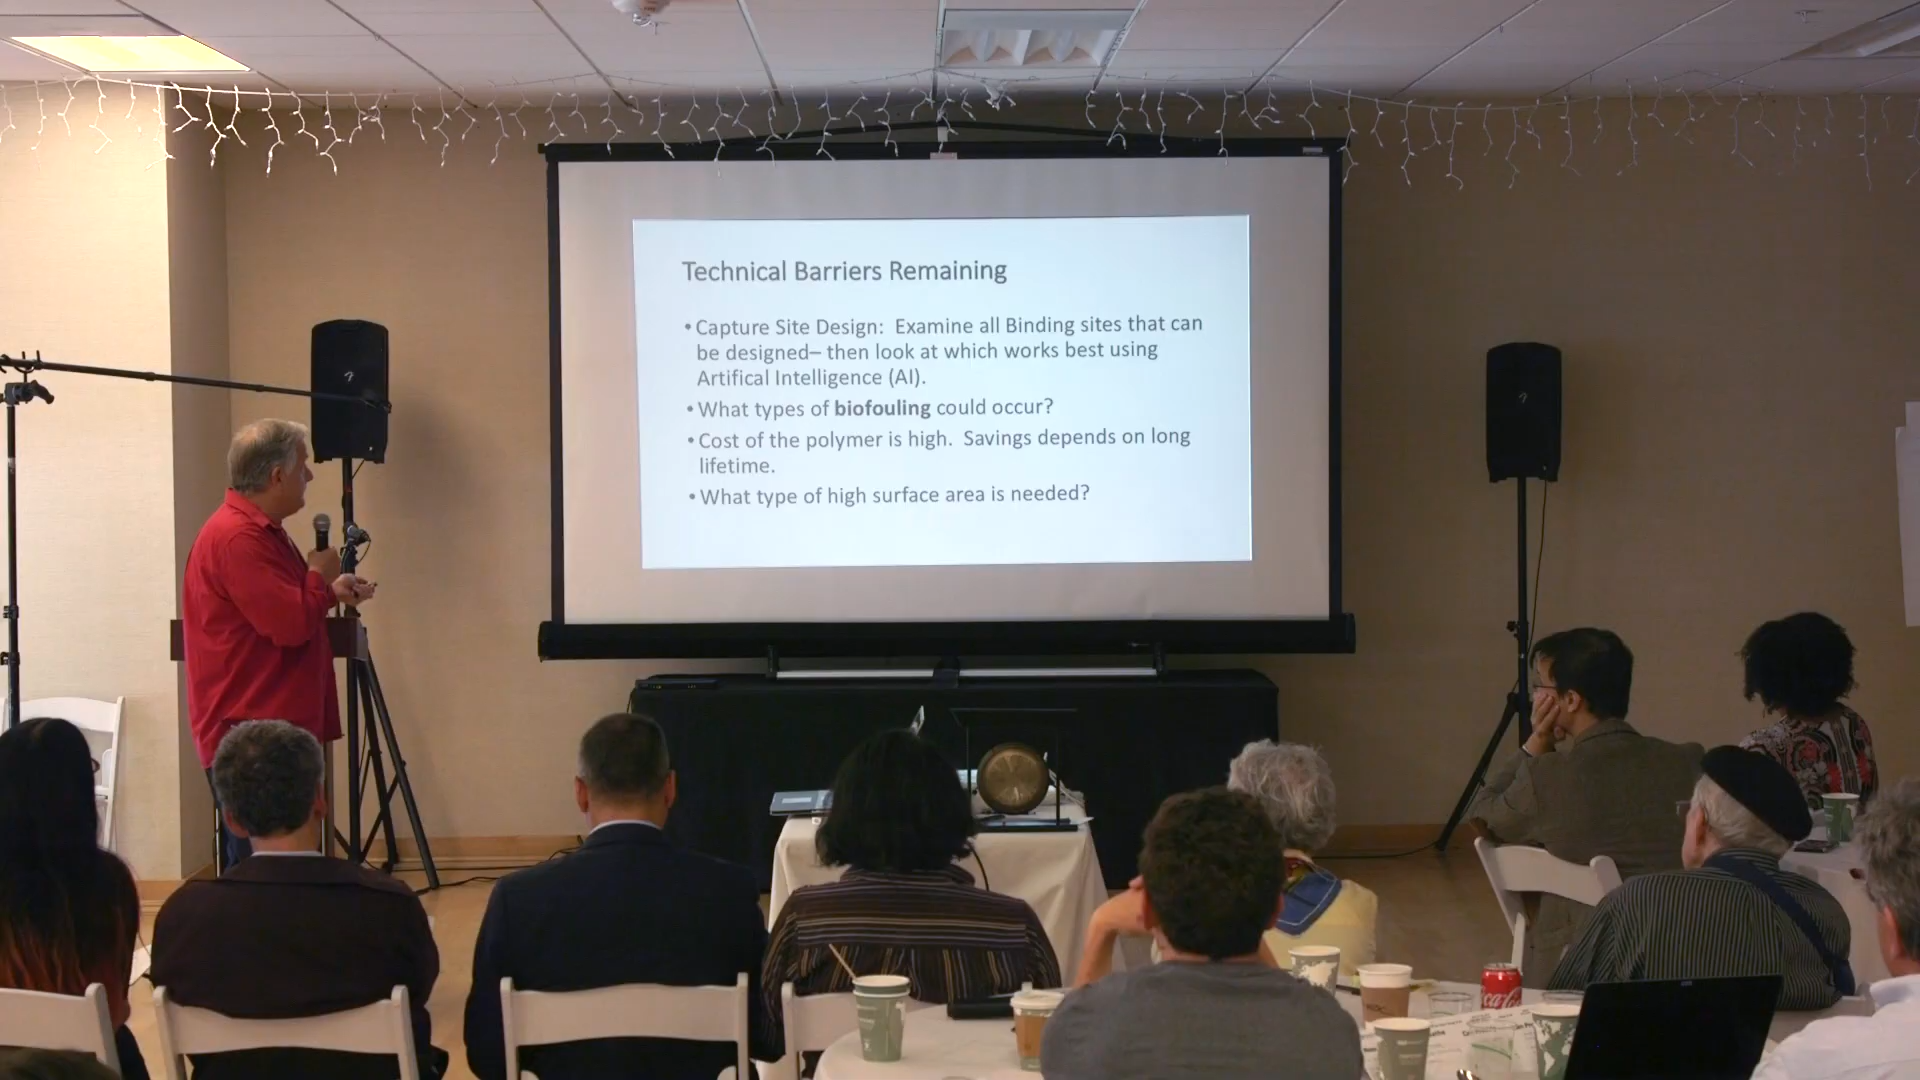 Technical Barriers Remaining
• Capture Site Design: Examine all Binding sites that can
be designed– then look at which works best using
Artifical Intelligence (AI).
• What types of biofouling could occur?
• Cost of the polymer is high. Savings depends on long
lifetime.
• What type of high surface area is needed?